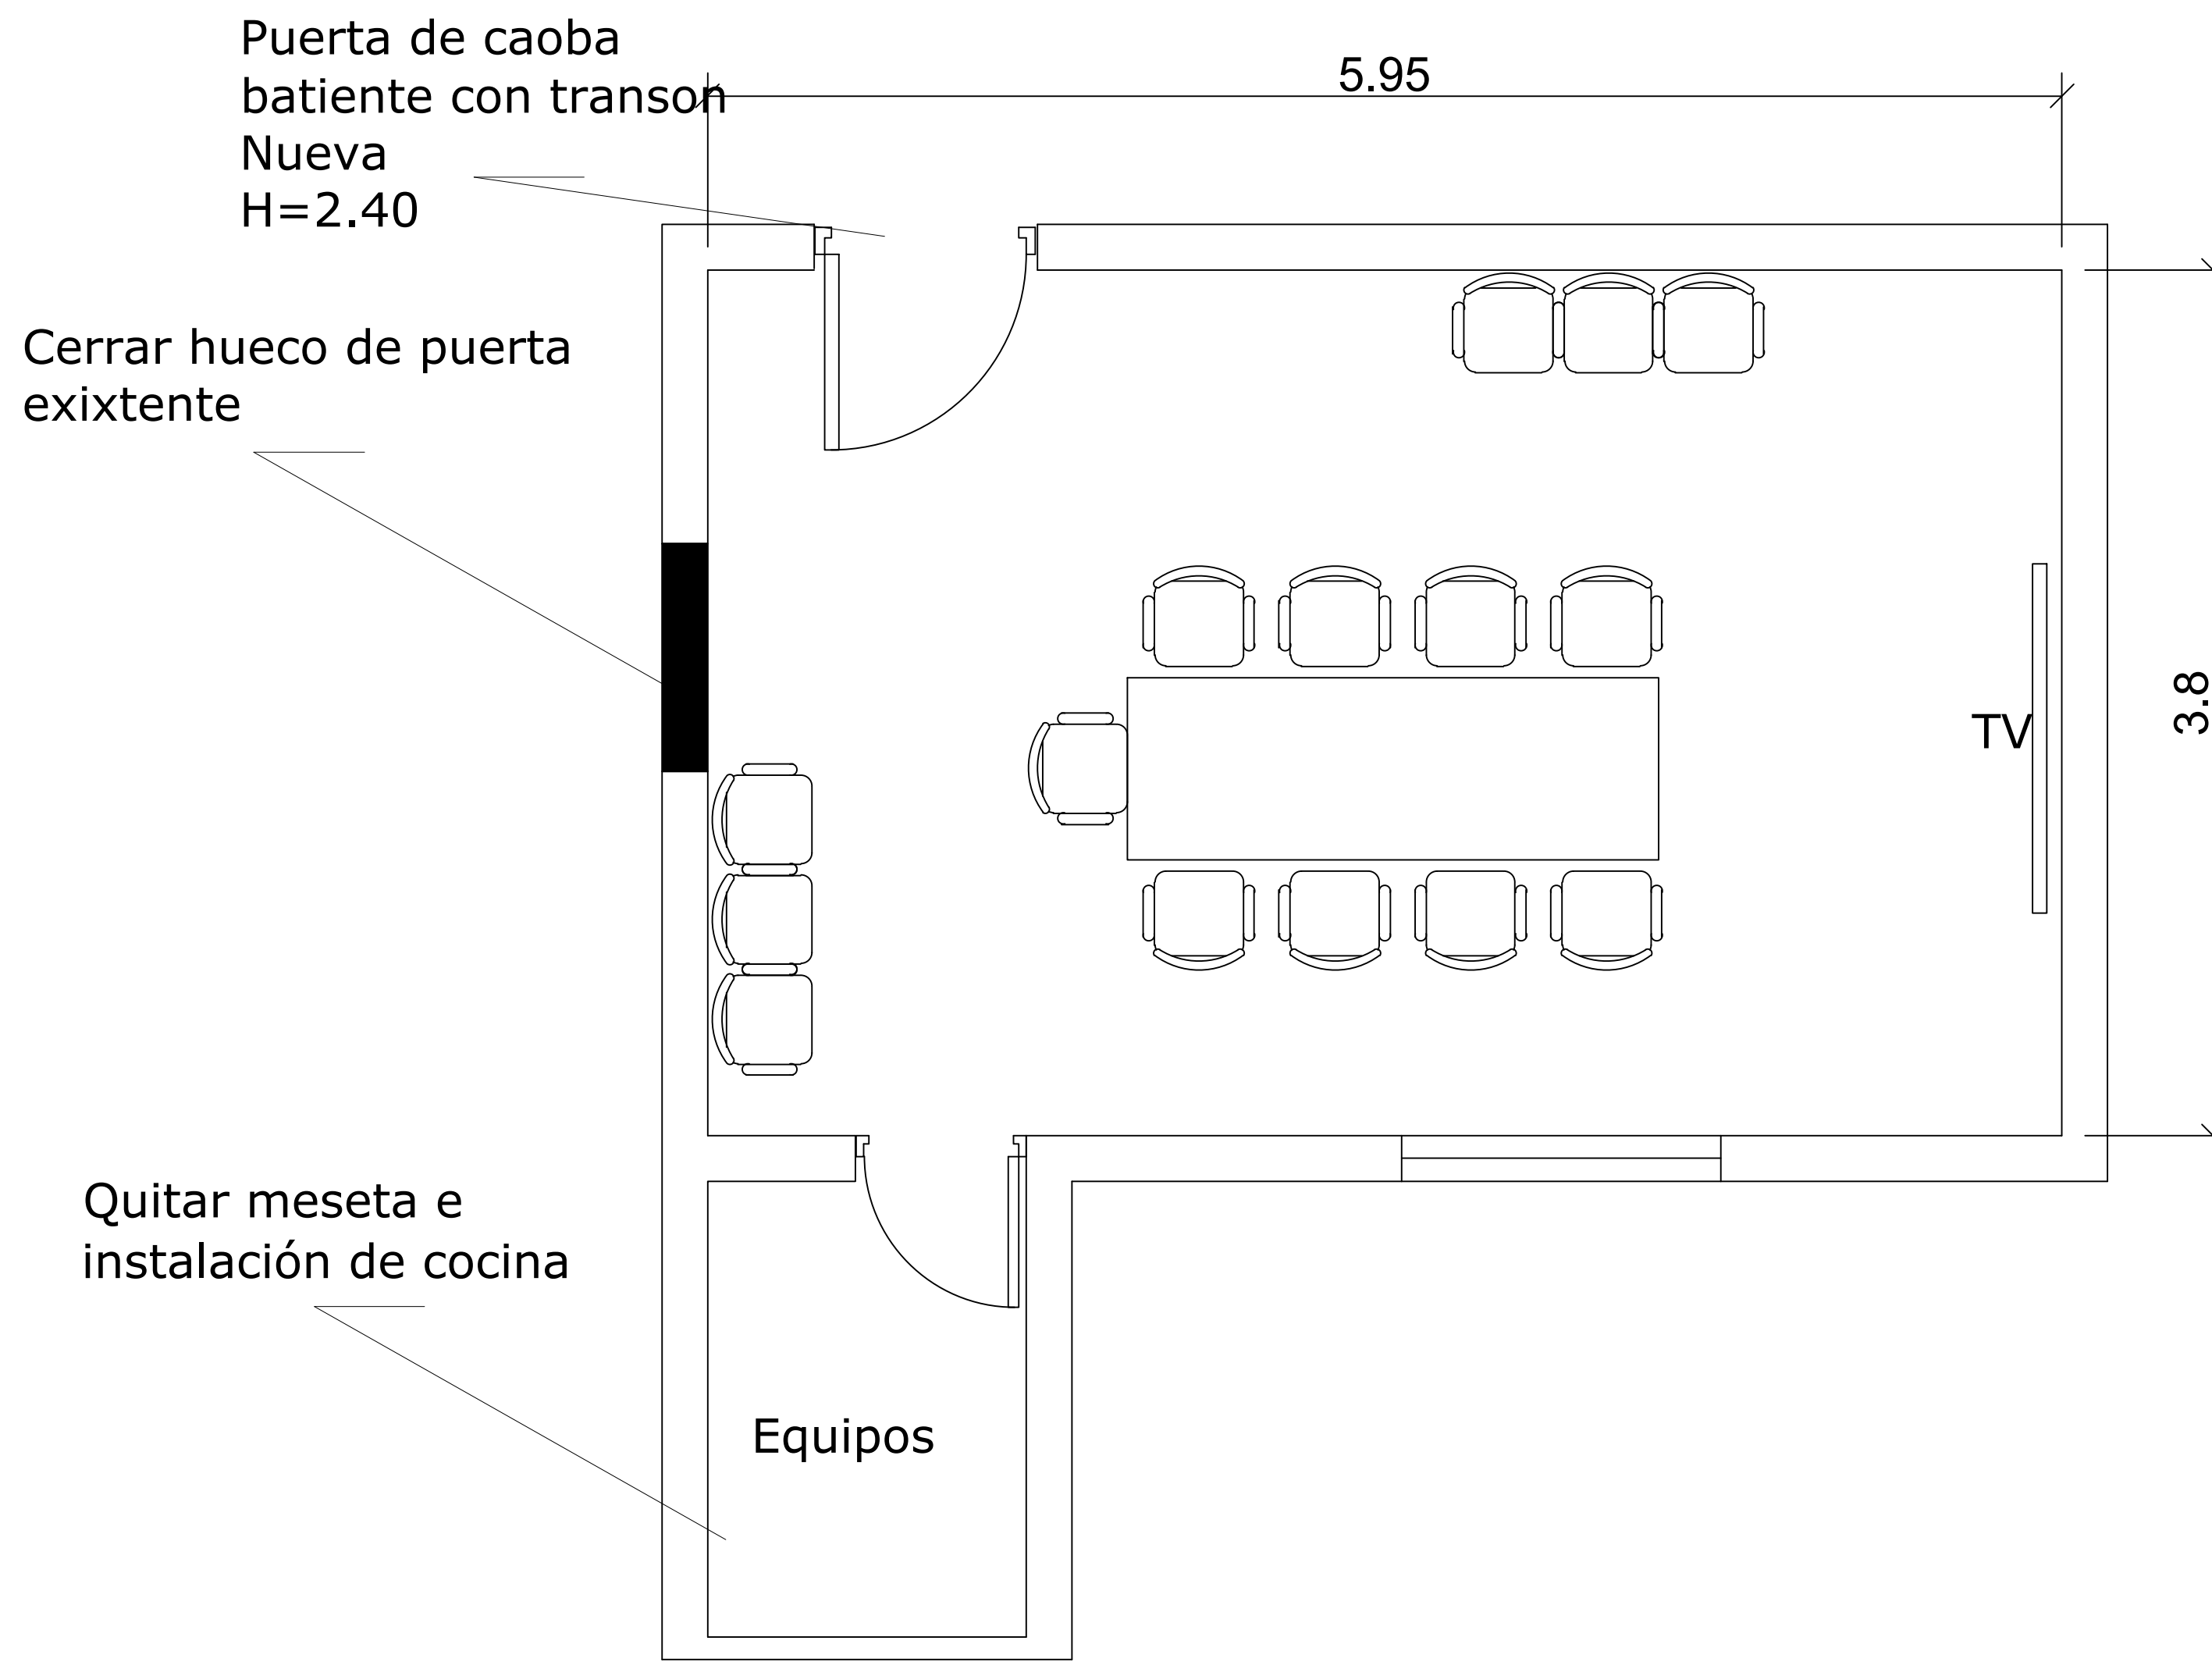 Puerta de caoba
batiente con transon
Nueva
H=2.40
5.95
Cerrar hueco de puerta
exixtente
3.8
TV
Quitar meseta e
instalación de cocina
Equipos